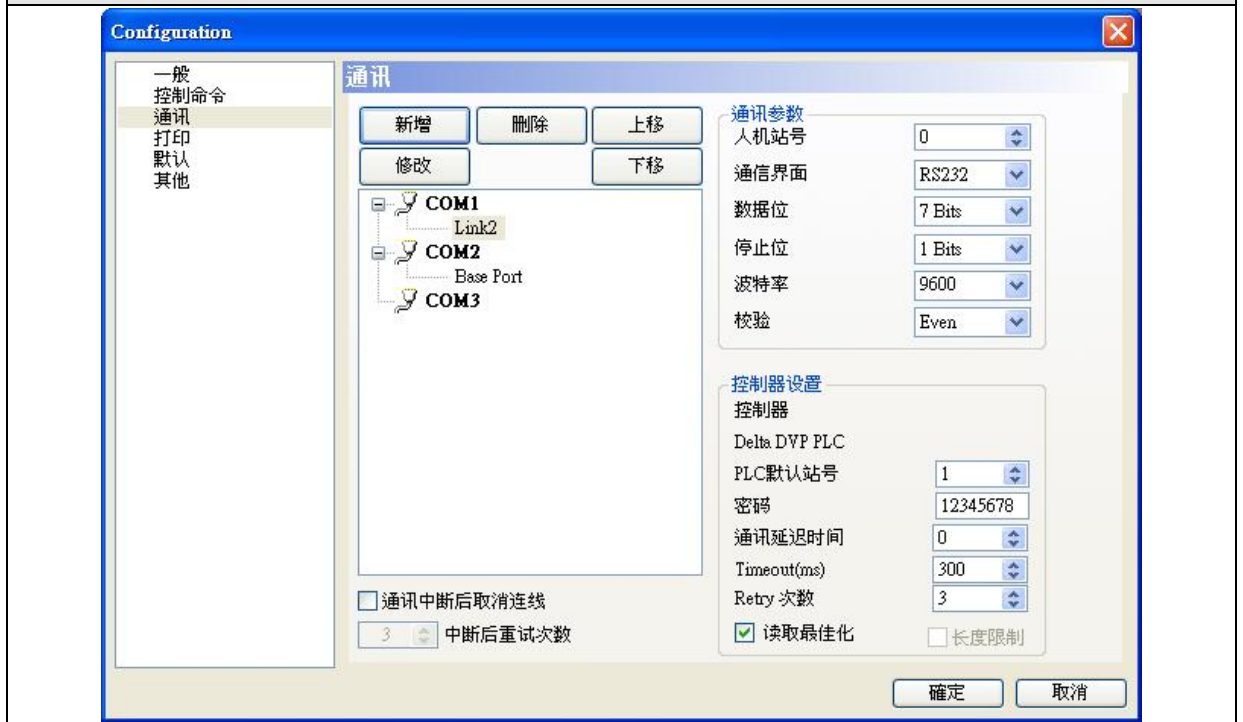 Configuration
一般
控制命令
通讯
打印
默认
其他
通讯
新增
删除
上移
修改
下移
COM1
Link2
COM2
Base Port
COM3
通讯中断后取消连线
3 中断后重试次数
通讯参数
人机站号 0
通信界面 RS232
数据位 7 Bits
停止位 1 Bits
波特率 9600
校验 Even
控制器设置
控制器
Delta DVP PLC
PLC默认站号 1
密码 12345678
通讯延迟时间 0
Timeout(ms) 300
Retry 次数 3
读取最佳化 长度限制
確定 取消